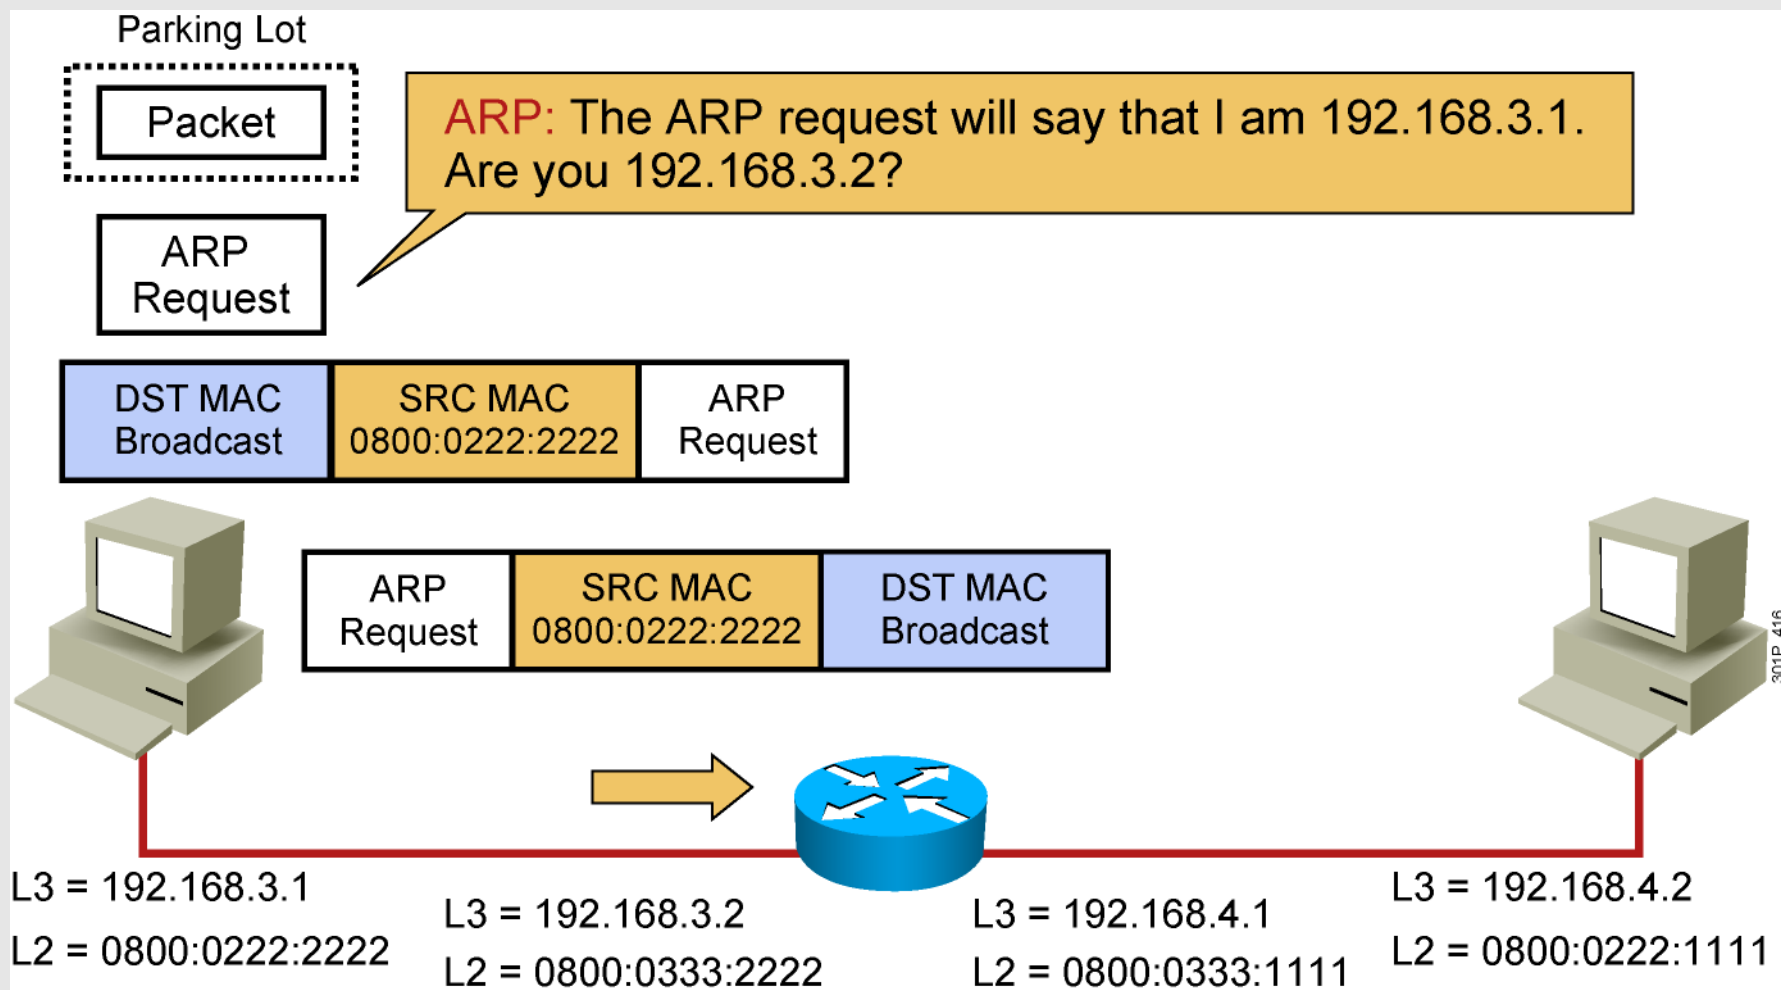 Parking Lot
Packet
ARP: The ARP request will say that I am 192.168.3.1.
Are you 192.168.3.2?
ARP
Request
DST MAC
Broadcast
SRC MAC
0800:0222:2222
ARP
Request
ARP
Request
SRC MAC
0800:0222:2222
DST MAC
Broadcast
301P_416
L3 = 192.168.3.1
L2 = 0800:0222:2222
L3 = 192.168.3.2
L2 = 0800:0333:2222
L3 = 192.168.4.1
L2 = 0800:0333:1111
L3 = 192.168.4.2
L2 = 0800:0222:1111